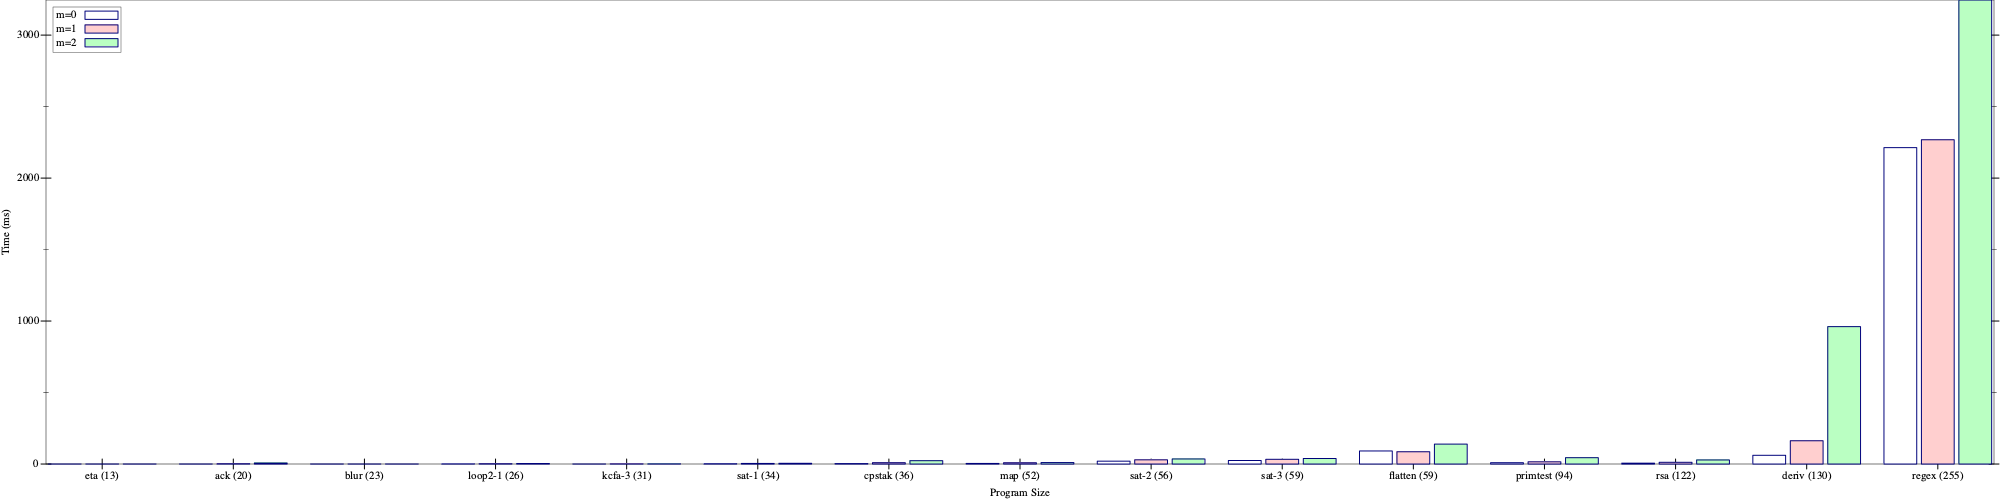 m=0
m=1
m=2
3000
2000
1000
0
Time (ms)
eta (13) ack (20) blur (23) loop2-1 (26) kcfa-3 (31) sat-1 (34) cpstak (36) map (52) sat-2 (56) sat-3 (59) flatten (59) primtest (94) rsa (122) deriv (130) regex (255)
Program Size